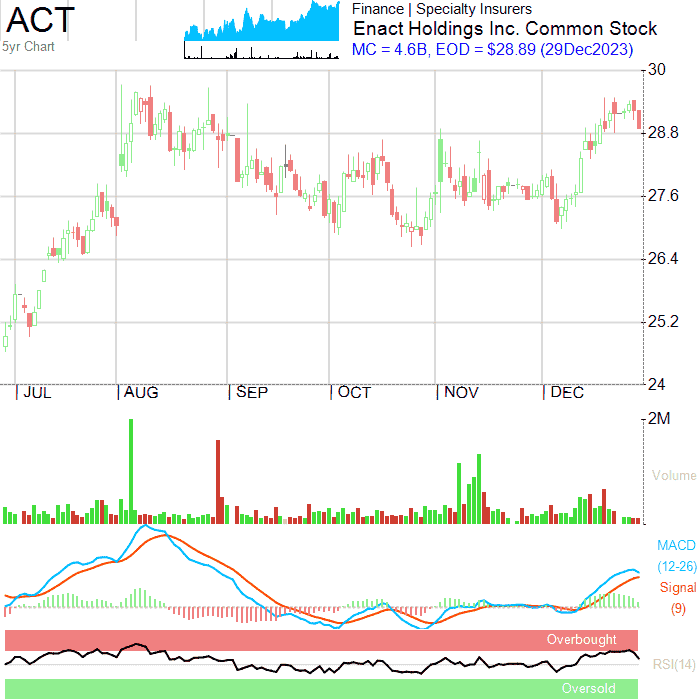 ACT
5yr Chart
Finance | Specialty Insurers
Enact Holdings Inc. Common Stock
MC = 4.6B, EOD = $28.89 (29Dec2023)
30
28.8
27.6
26.4
25.2
24
JUL AUG SEP OCT NOV DEC
2M
Volume
MACD
(12-26)
Signal
(9)
Overbought
RSI(14)
Oversold